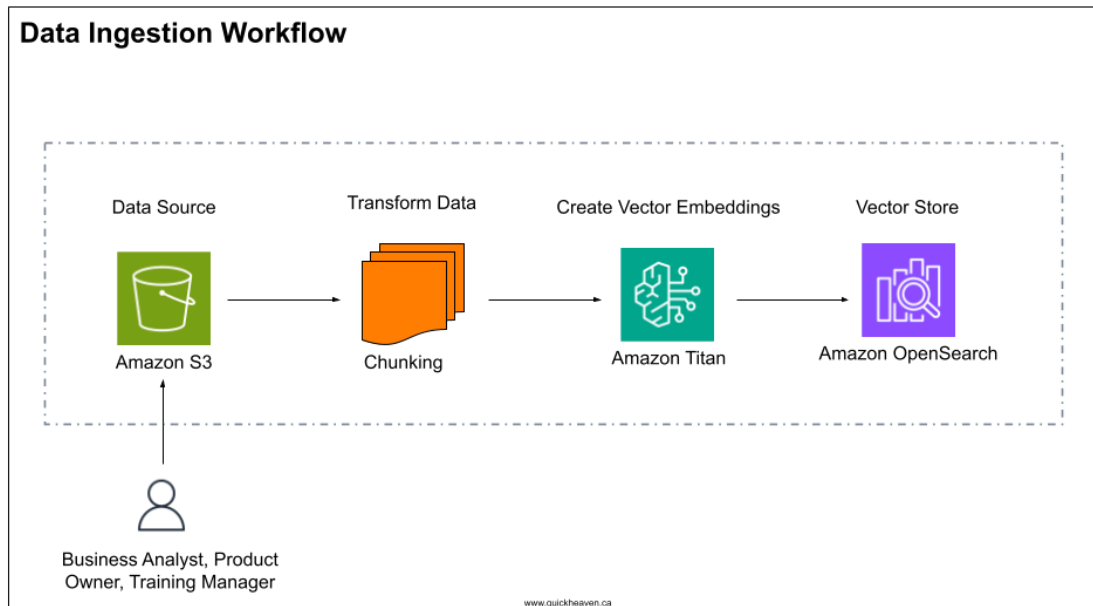 Data Ingestion Workflow
Data Source
Transform Data
Create Vector Embeddings
Vector Store
Amazon S3
Chunking
Amazon Titan
Amazon OpenSearch
Business Analyst, Product
Owner, Training Manager
www.quickheaven.ca